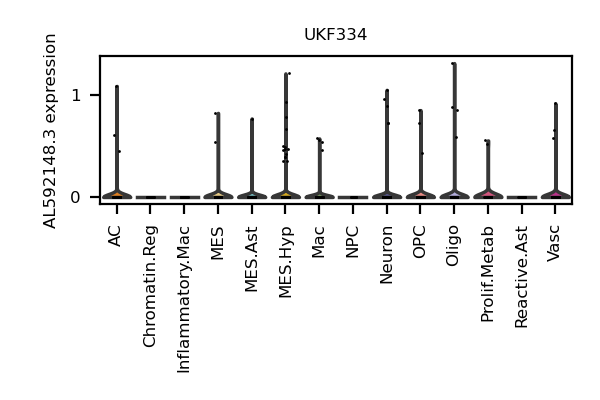 UKF334
AL592148.3 expression
1
0
AC
Chromatin.Reg
Inflammatory.Mac
MES
MES.Ast
MES.Hyp
Mac
NPC
Neuron
OPC
Oligo
Prolif.Metab
Reactive.Ast
Vasc